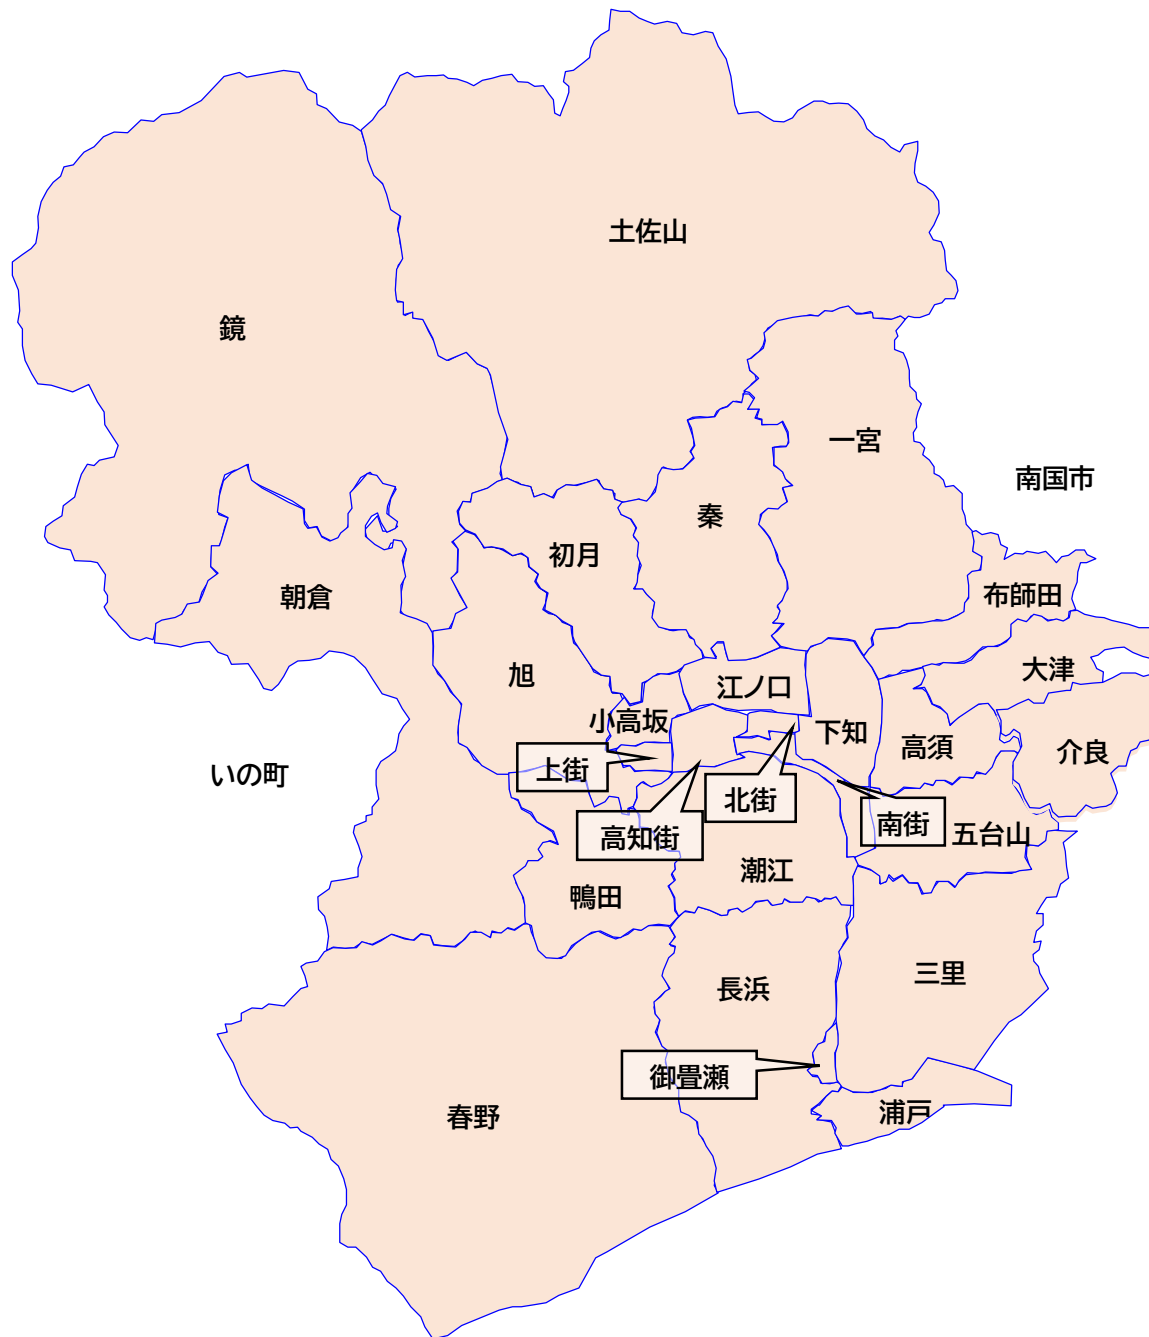 土佐山
鏡
一宮
南国市
秦
初月
布師田
朝倉
大津
旭
江ノ口
小高坂
下知
高須
介良
上街
いの町
北街
南街
高知街
五台山
潮江
鴨田
三里
長浜
御畳瀬
浦戸
春野